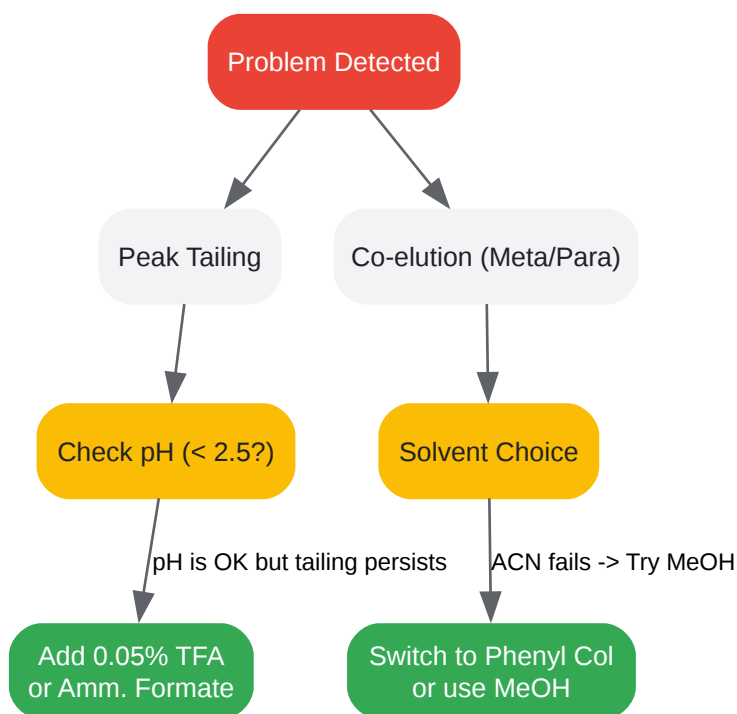 Problem Detected
Peak Tailing
Co-elution (Meta/Para)
Check pH (< 2.5?)
Solvent Choice
pH is OK but tailing persists
ACN fails -> Try MeOH
Add 0.05% TFA
or Amm. Formate
Switch to Phenyl Col
or use MeOH